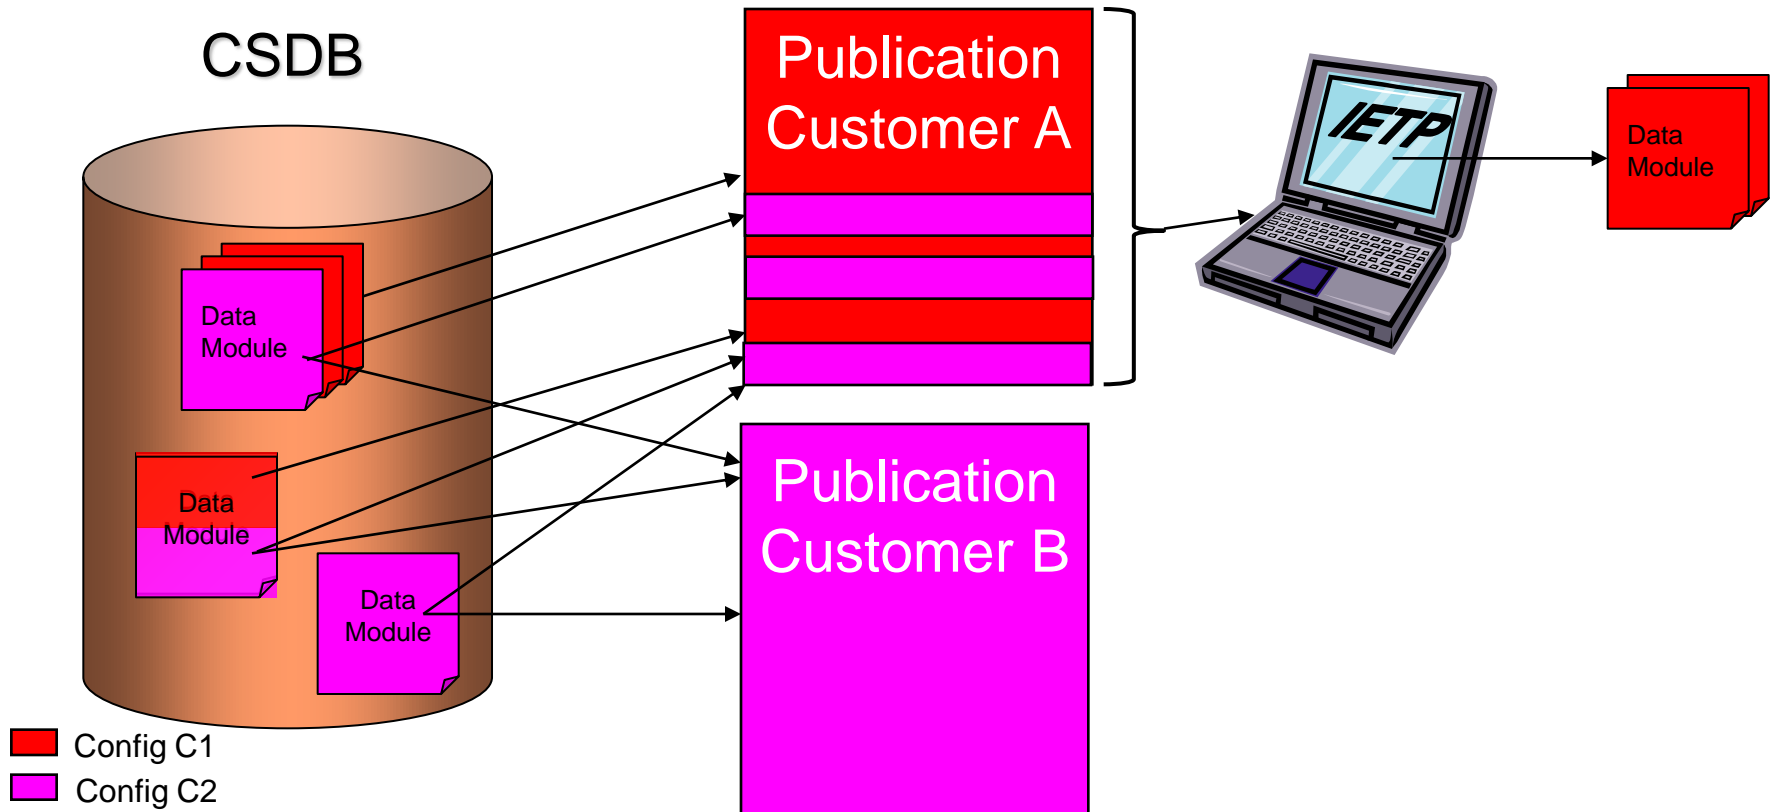 CSDB
Publication
Customer A
IETP
Data
Module
Data
Module
Data
Module
Data
Module
Publication
Customer B
Config C1
Config C2